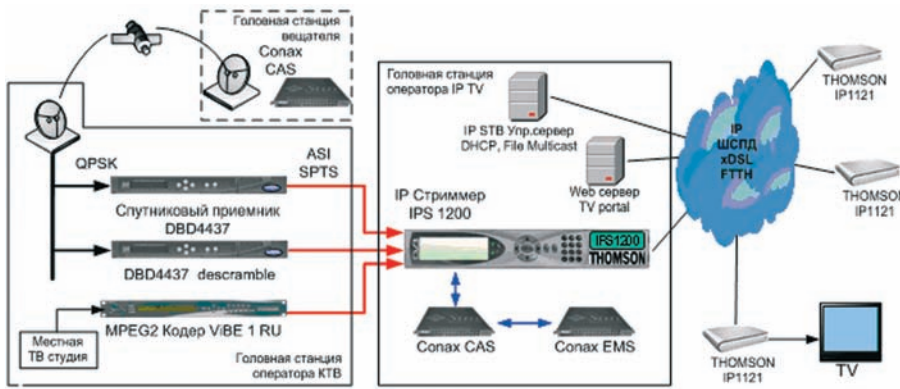 Головная станция
вещателя
Conax
CAS
QPSK
ASI
SPTS
Спутниковый приемник
DBD4437
DBD4437 descramble
MPEG2 Кодер ViBE 1 RU
Местная
ТВ студия
Головная станция
оператора КТВ
Головная станция
оператора IP TV
IP STB Упр.сервер
DHCP, File Multicast
Web сервер
TV portal
IP Стриммер
IPS 1200
IPS1200
THOMSON
Conax CAS
Conax EMS
IP
ШСПД
xDSL
FTTH
THOMSON
IP1121
THOMSON
IP1121
THOMSON
IP1121
TV